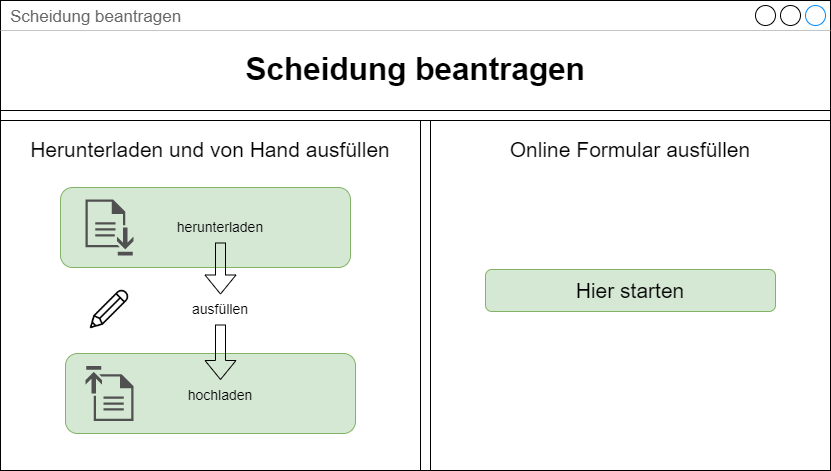 Scheidung beantragen
Scheidung beantragen
Herunterladen und von Hand ausfüllen
herunterladen
ausfüllen
hochladen
Online Formular ausfüllen
Hier starten